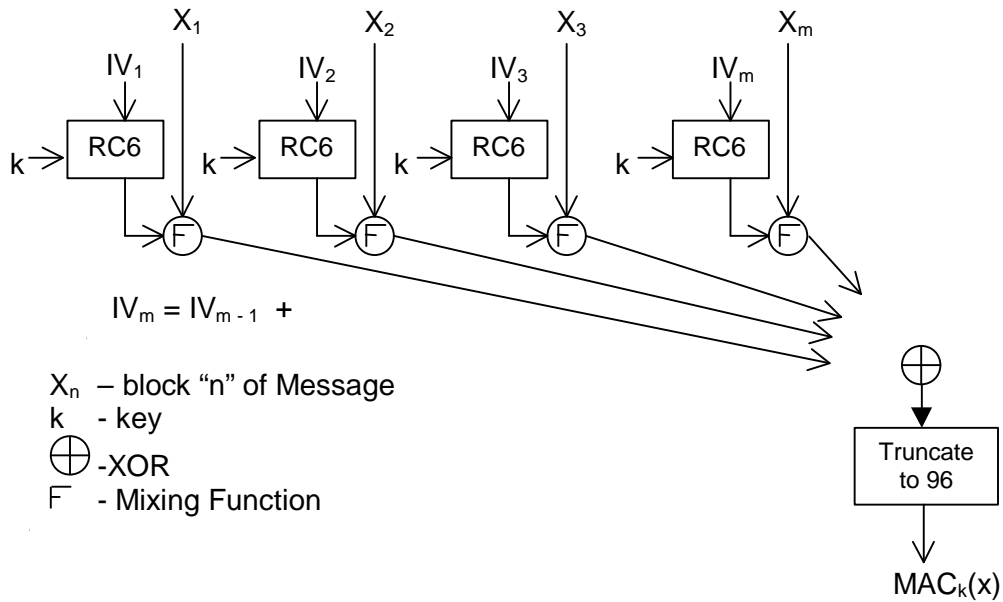 X₁ X₂ X₃ Xₘ
IV₁ IV₂ IV₃ IVₘ
k RC6 k RC6 k RC6 k RC6
F F F F
IVₘ = IVₘ ₋ ₁ +
Xₙ – block “n” of Message
k - key
⊕ -XOR
F - Mixing Function
Truncate
to 96
MACₖ(x)